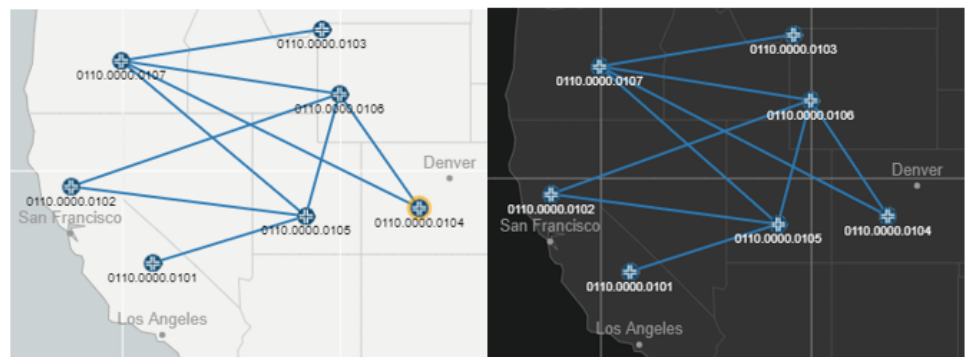 0110.0000.0103
0110.0000.0107
0110.0000.0106
Denver
0110.0000.0102
San Francisco
0110.0000.0105
0110.0000.0104
0110.0000.0101
Los Angeles
0110.0000.0103
0110.0000.0107
0110.0000.0106
Denver
0110.0000.0102
San Francisco
0110.0000.0105
0110.0000.0104
0110.0000.0101
Los Angeles